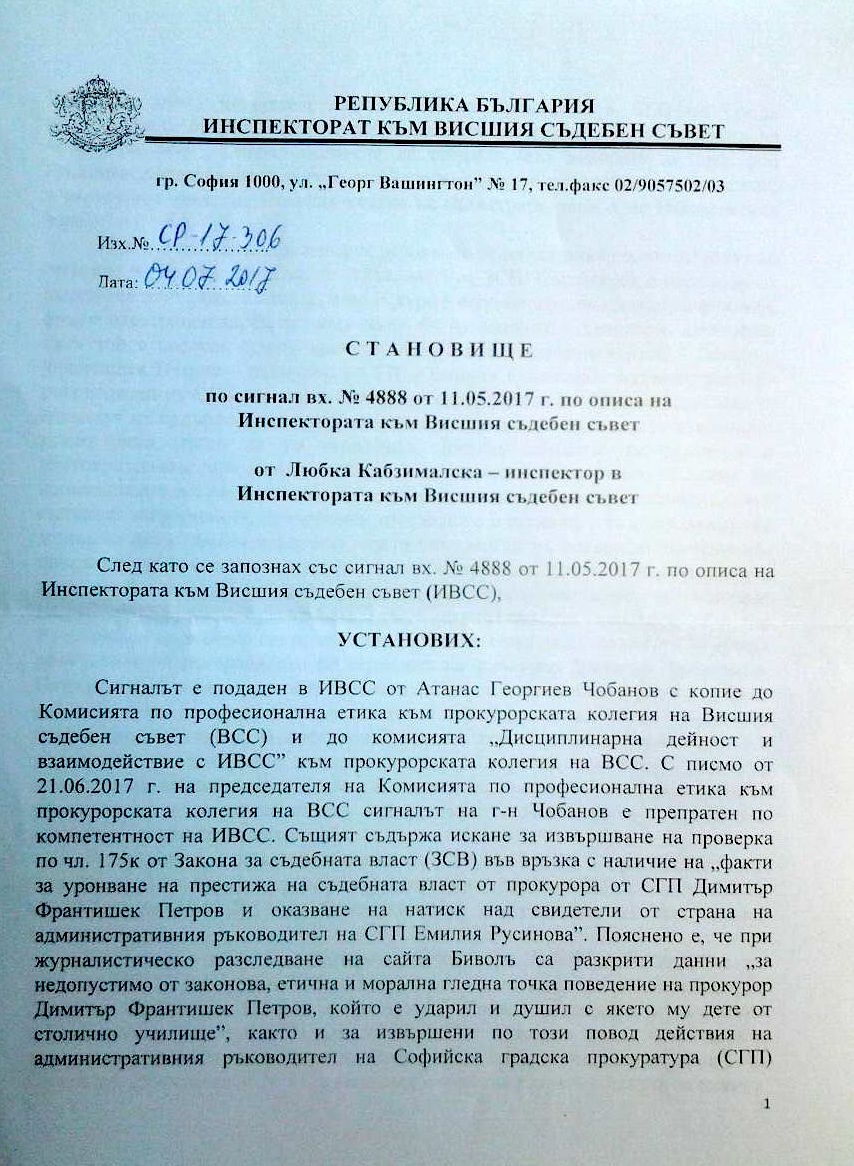 РЕПУБЛИКА БЪЛГАРИЯ
ИНСПЕКТОРАТ КЪМ ВИСШИЯ СЪДЕБЕН СЪВЕТ
гр. София 1000, ул. „Георг Вашингтон” № 17, тел.факс 02/9057502/03
Изх.№ СР-17-306
Дата: 04.07.2017
С Т А Н О В И Щ Е
по сигнал вх. № 4888 от 11.05.2017 г. по описа на
Инспектората към Висшия съдебен съвет
от Любка Кабзималска – инспектор в
Инспектората към Висшия съдебен съвет
След като се запознах със сигнал вх. № 4888 от 11.05.2017 г. по описа на
Инспектората към Висшия съдебен съвет (ИВСС),
УСТАНОВИХ:
Сигналът е подаден в ИВСС от Атанас Георгиев Чобанов с копие до
Комисията по професионална етика към прокурорската колегия на Висшия
съдебен съвет (ВСС) и до комисията „Дисциплинарна дейност и
взаимодействие с ИВСС” към прокурорската колегия на ВСС. С писмо от
21.06.2017 г. на председателя на Комисията по професионална етика към
прокурорската колегия на ВСС сигналът на г-н Чобанов е препратен по
компетентност на ИВСС. Същият съдържа искане за извършване на проверка
по чл. 175к от Закона за съдебната власт (ЗСВ) във връзка с наличие на „факти
за уронване на престижа на съдебната власт от прокурора от СГП Димитър
Франтишек Петров и оказване на натиск над свидетели от страна на
административния ръководител на СГП Емилия Русинова”. Пояснено е, че при
журналистическо разследване на сайта Биволъ са разкрити данни „за
недопустимо от законова, етична и морална гледна точка поведение на прокурор
Димитър Франтишек Петров, който е ударил и душил с якето му дете от
столично училище”, както и за извършени по този повод действия на
административния ръководител на Софийска градска прокуратура (СГП)
1